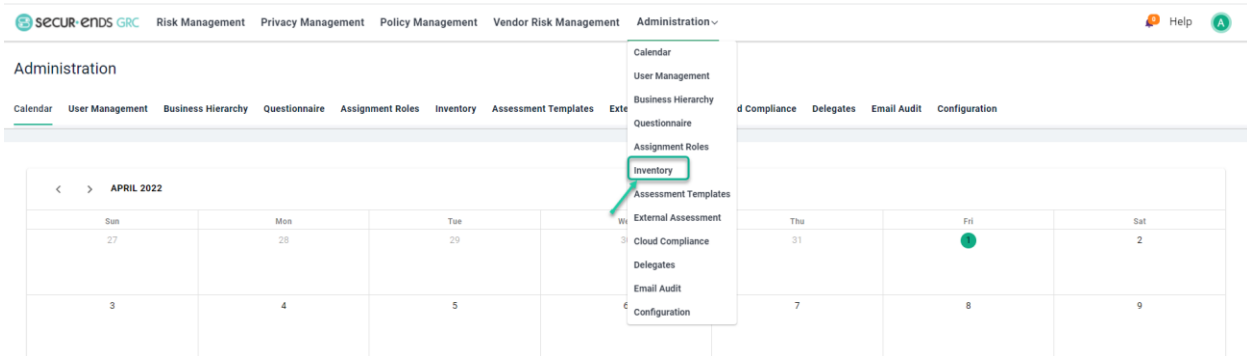 SECUR-ENDS GRC Risk Management Privacy Management Policy Management Vendor Risk Management Administration Help A
Administration
Calendar User Management Business Hierarchy Questionnaire Assignment Roles Inventory Assessment Templates Exte d Compliance Delegates Email Audit Configuration
Calendar
User Management
Business Hierarchy
Questionnaire
Assignment Roles
Inventory
Assessment Templates
External Assessment
Cloud Compliance
Delegates
Email Audit
Configuration
< > APRIL 2022
Sun Mon Tue We Thu Fri Sat
27 28 29 30 31 1 2
3 4 5 6 7 8 9